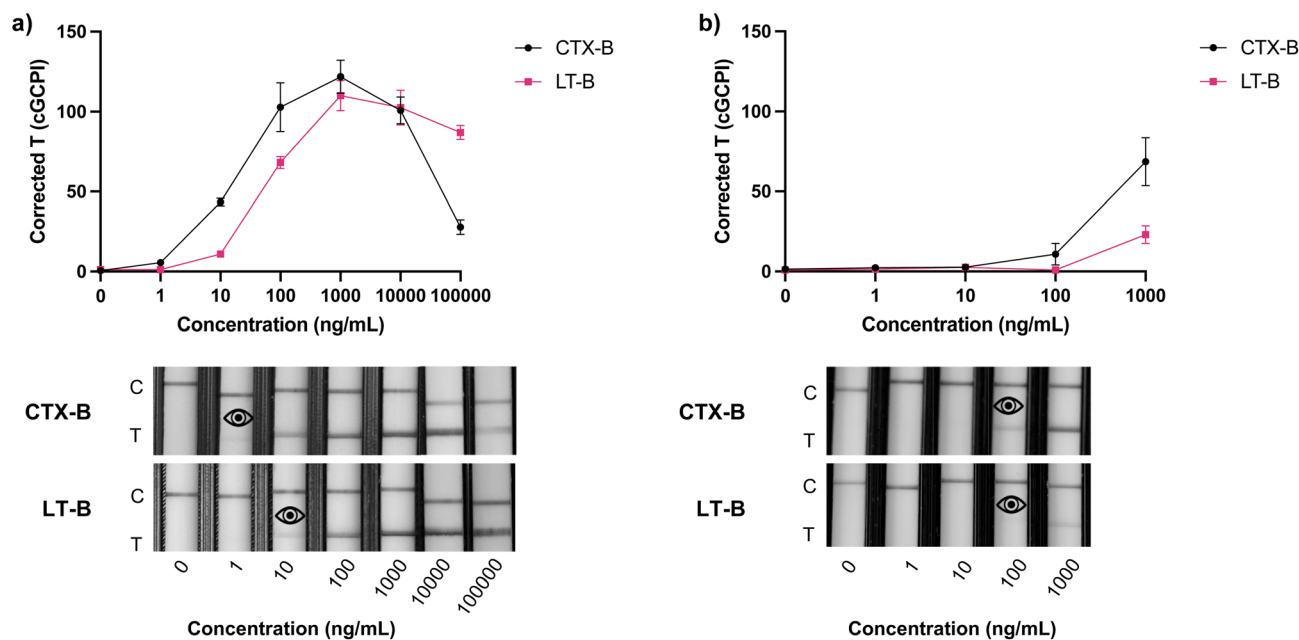 a)
150
100
50
0
Corrected T (cGCPI)
CTX-B
LT-B
0 1 10 100 1000 10000 100000
Concentration (ng/mL)
CTX-B
C
T
LT-B
C
T
0 1 10 100 1000 10000 100000
Concentration (ng/mL)
b)
150
100
50
0
Corrected T (cGCPI)
CTX-B
LT-B
0 1 10 100 1000
Concentration (ng/mL)
CTX-B
C
T
LT-B
C
T
0 1 10 100 1000
Concentration (ng/mL)